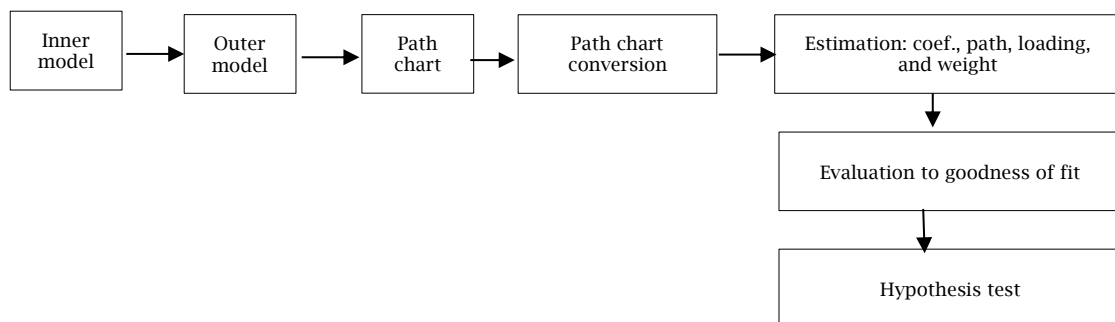 Inner
model
Outer
model
Path
chart
Path chart
conversion
Estimation: coef., path, loading,
and weight
Evaluation to goodness of fit
Hypothesis test